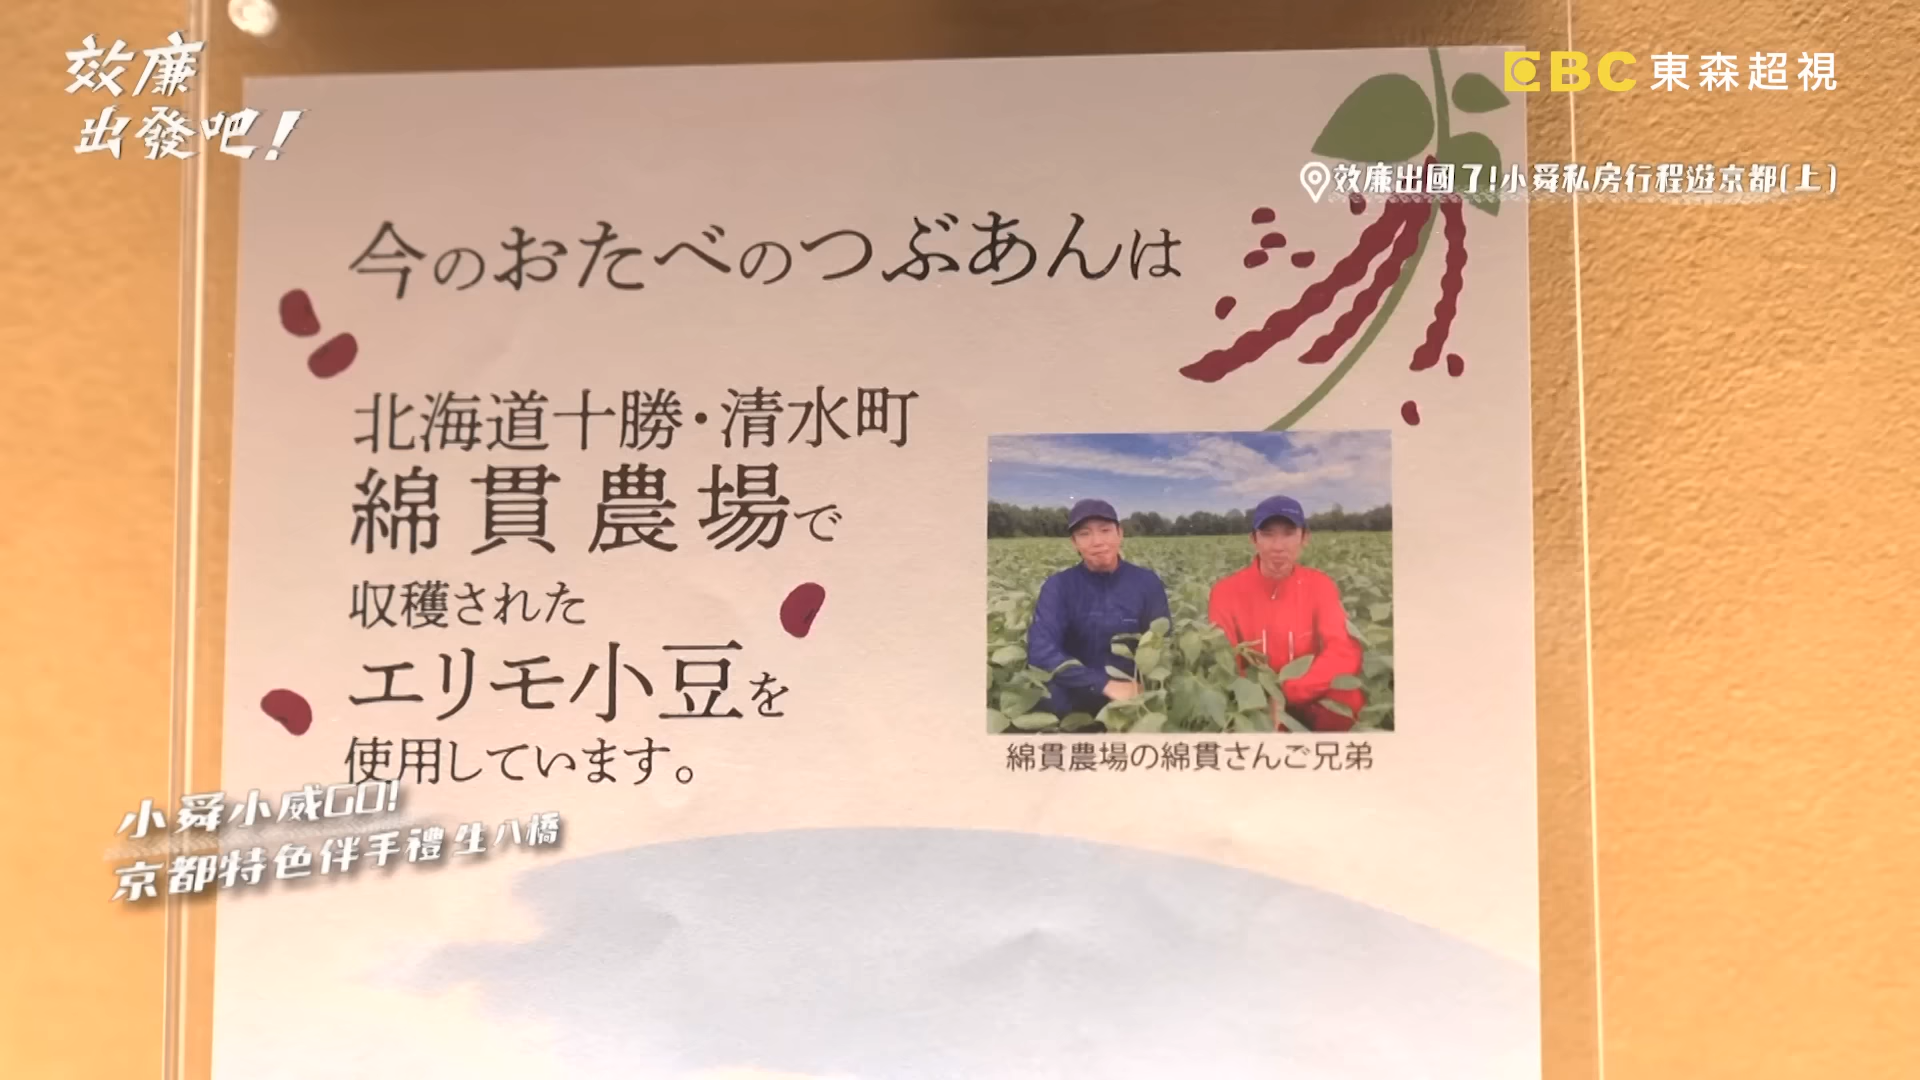 效廉
出發吧!
EBC 東森超視
效廉出國了!小舜私房行程遊京都(上)
今のおたべのつぶあんは
北海道十勝・清水町
綿貫農場で
収穫された
エリモ小豆を
使用しています。
綿貫農場の綿貫さんご兄弟
小舜小威GO!
京都特色伴手禮 生八橋